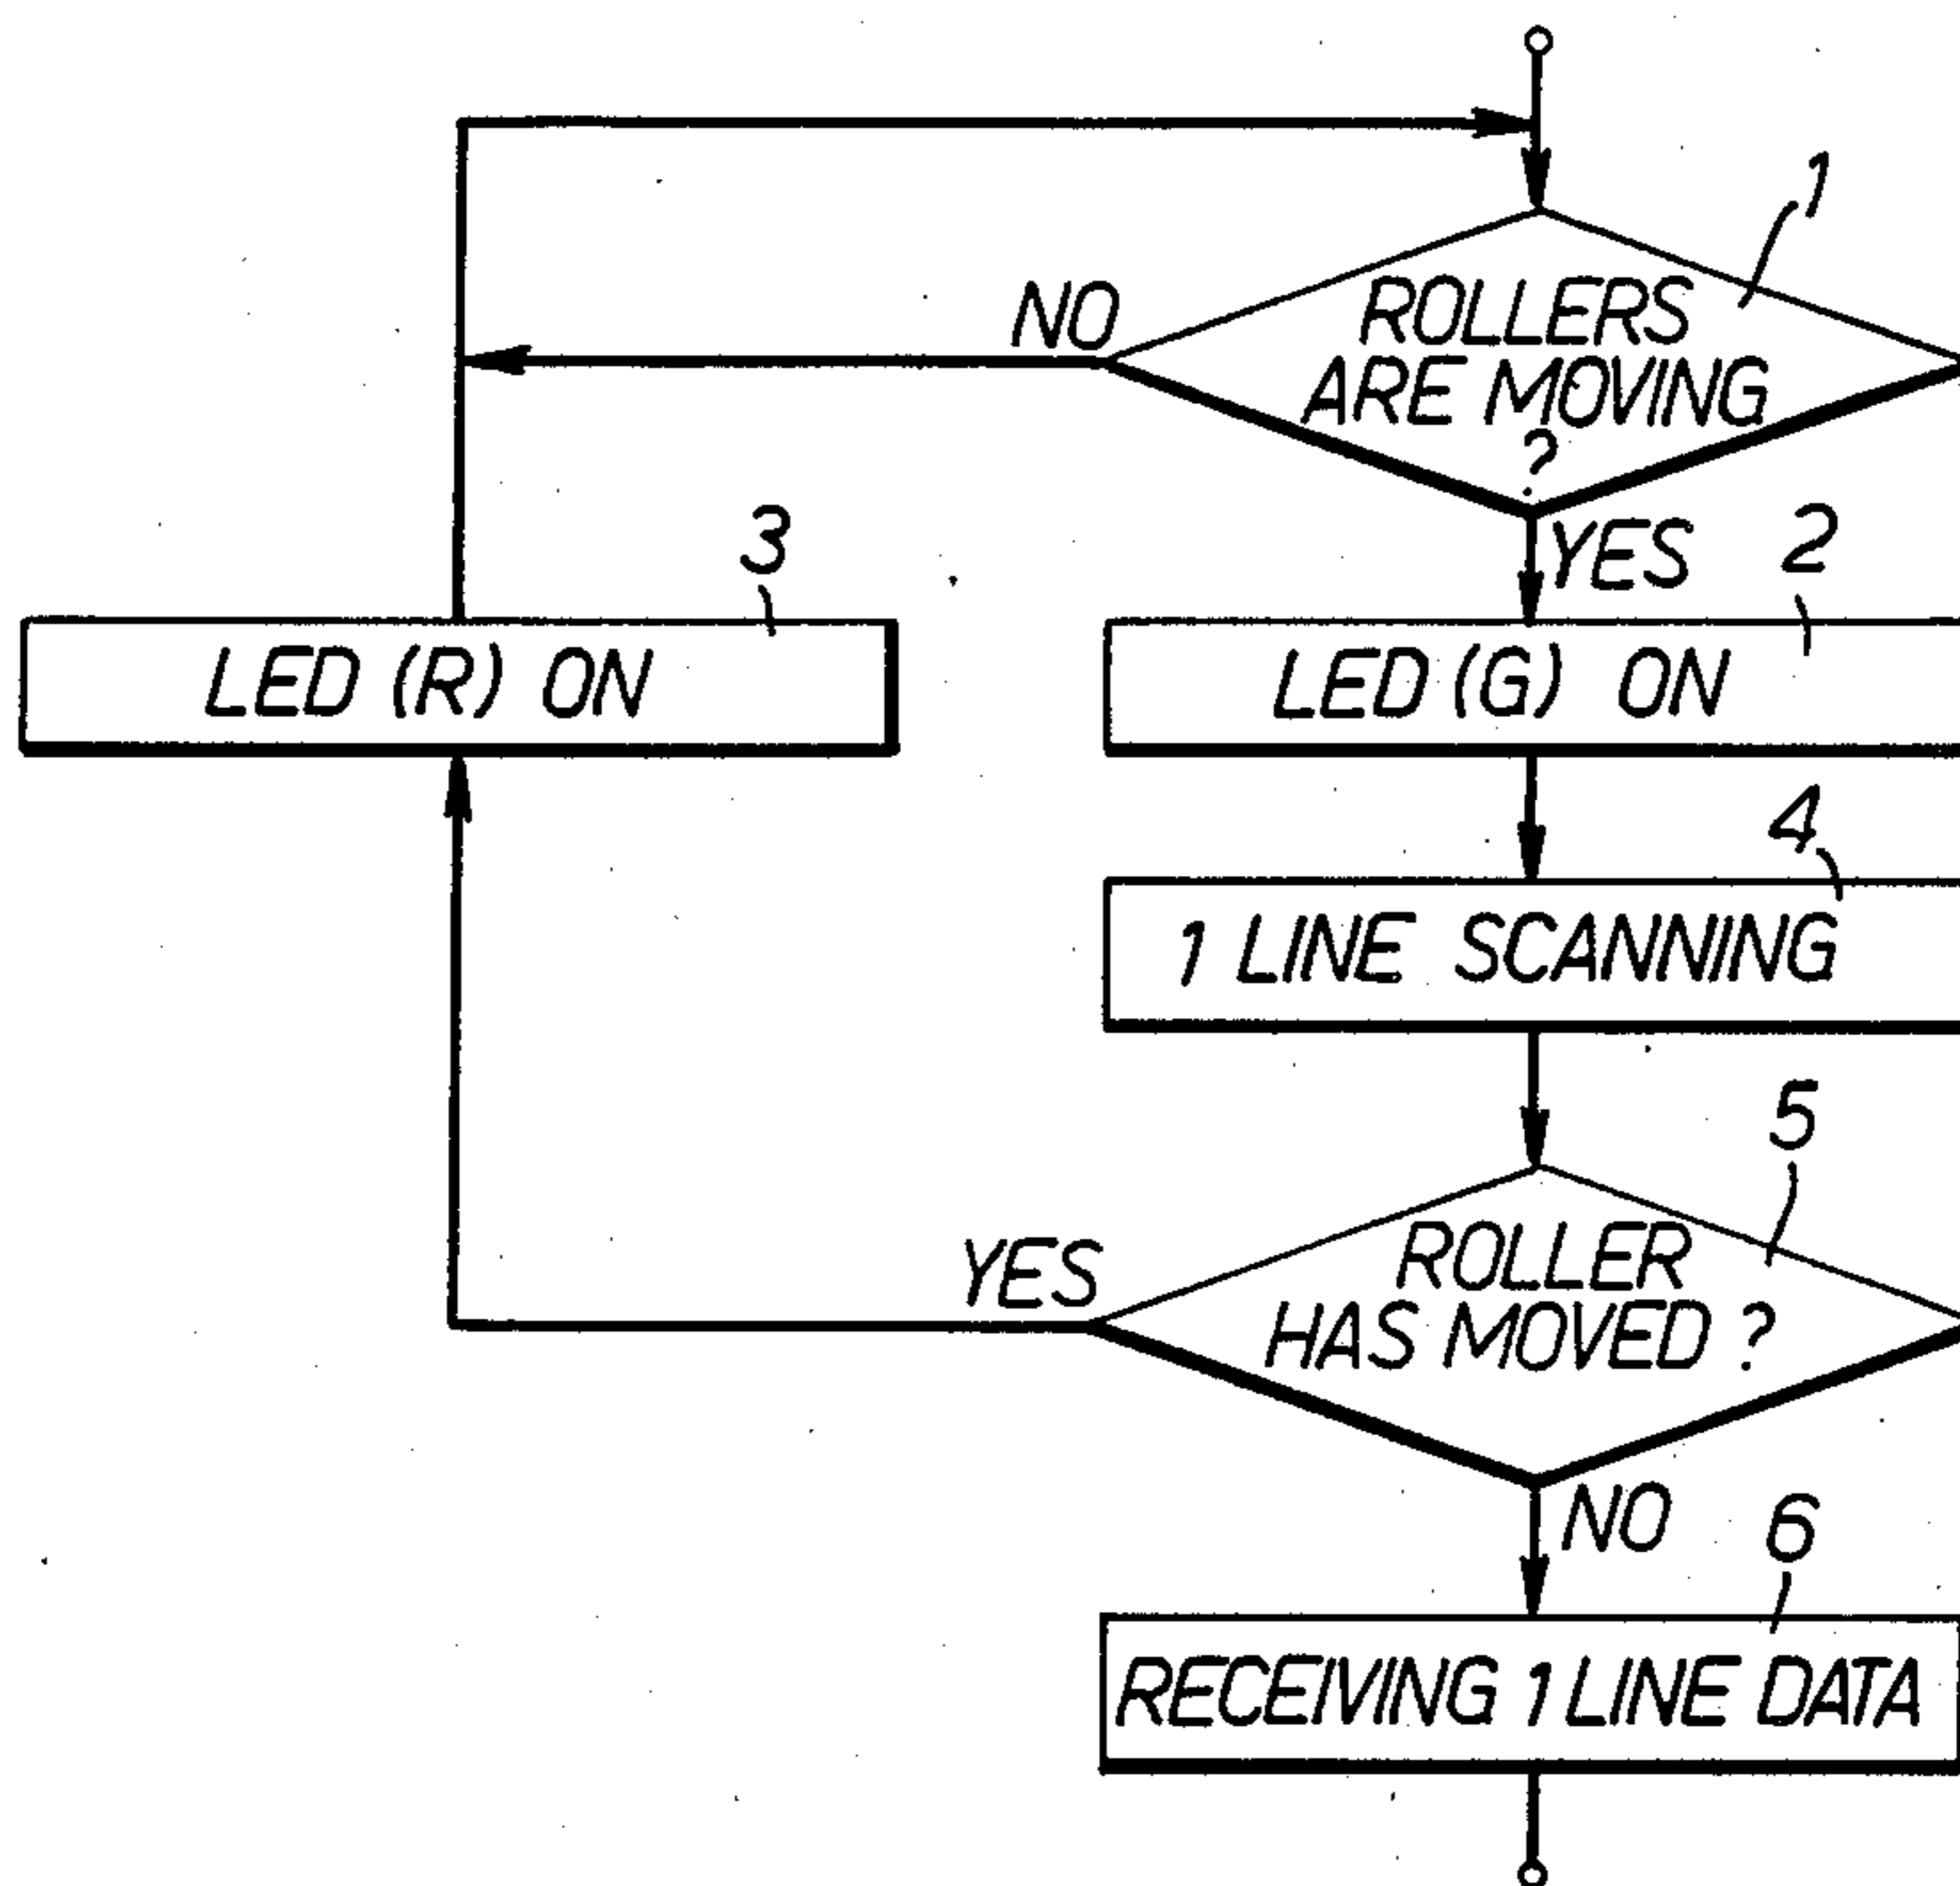 1
NO
ROLLERS
ARE MOVING
?
YES
3
2
LED (R) ON
LED (G) ON
4
1 LINE SCANNING
5
YES
ROLLER
HAS MOVED ?
NO
6
RECEIVING 1 LINE DATA